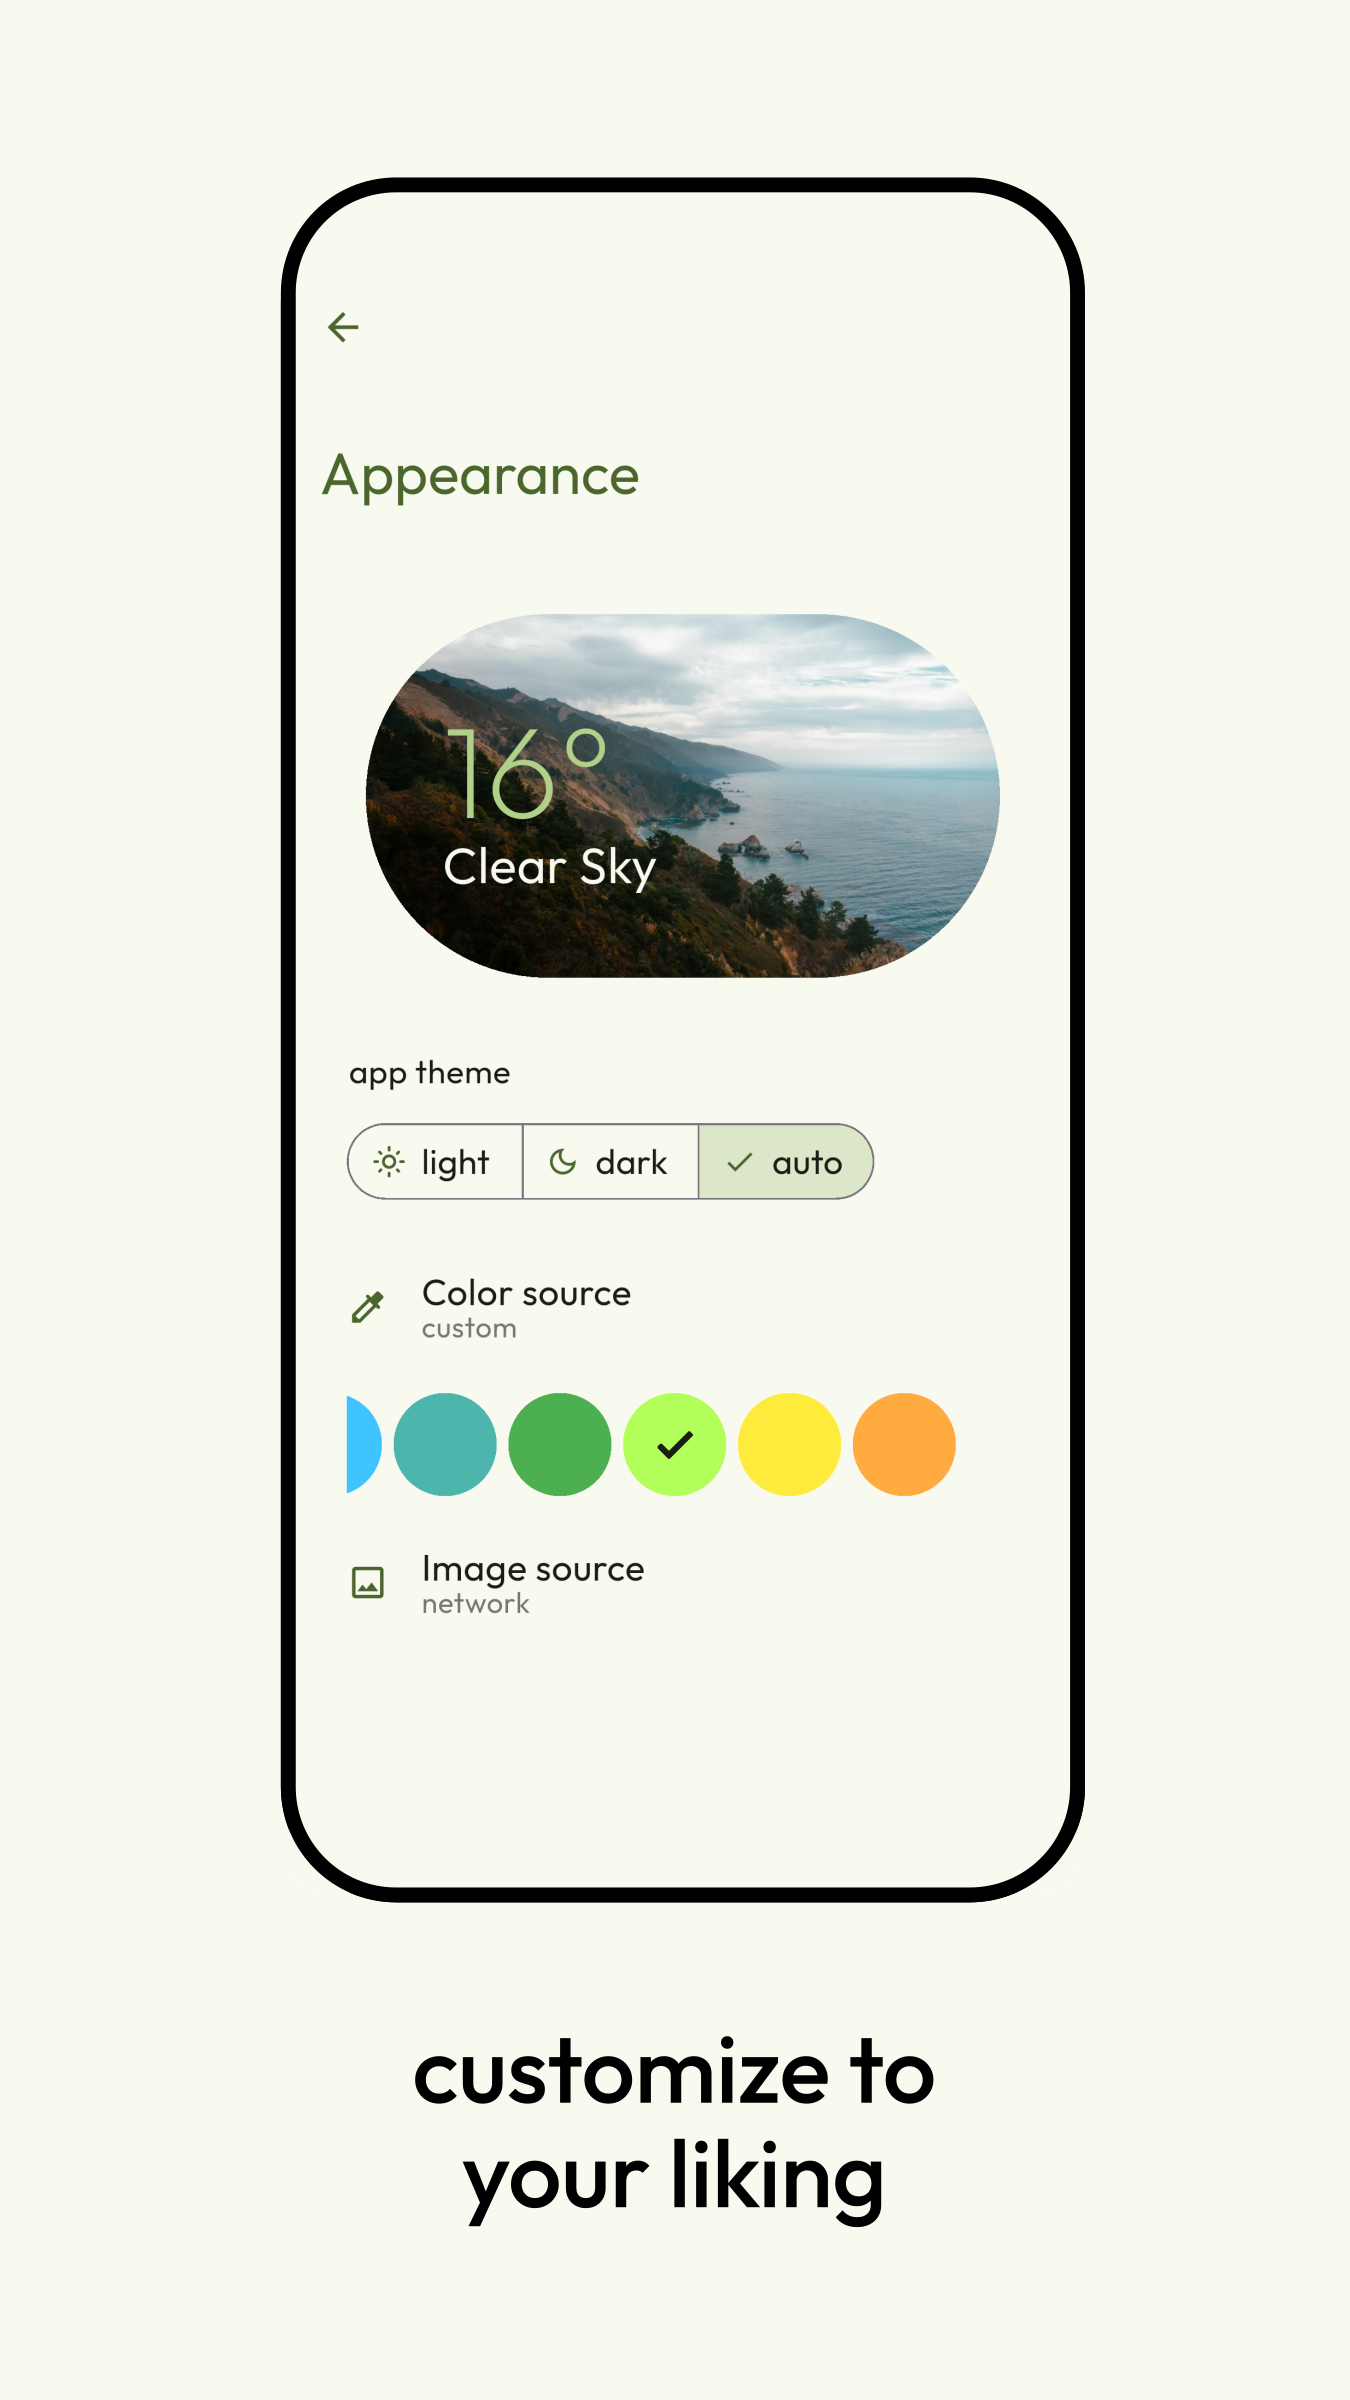 Appearance
16°
Clear Sky
app theme
light dark auto
Color source
custom
Image source
network
customize to
your liking